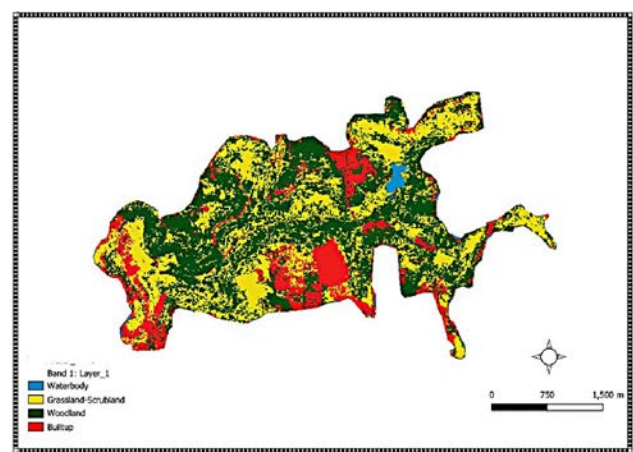 Band 1: Layer_1
Waterbody
Grassland-Scrubland
Woodland
Builtup
0 750 1,500 m